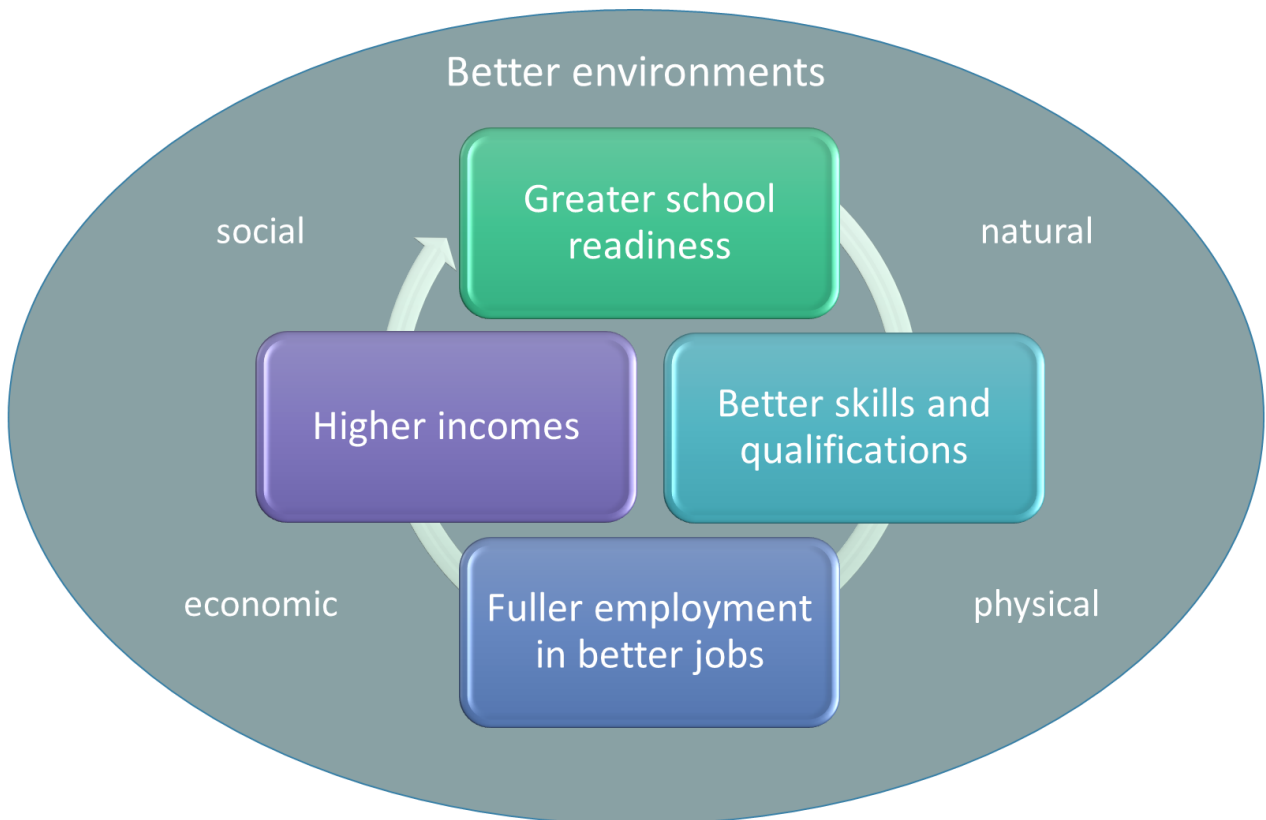 Better environments
Greater school
readiness
social
natural
Higher incomes
Better skills and
qualifications
economic
Fuller employment
in better jobs
physical